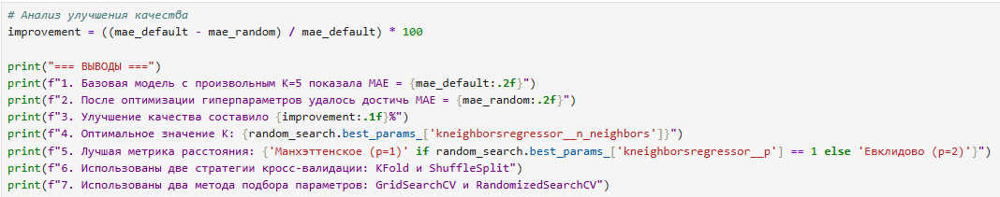 # Анализ улучшения качества
improvement = ((mae_default - mae_random) / mae_default) * 100
print("=== ВЫВОДЫ ===")
print(f"1. Базовая модель с произвольным K=5 показала MAE = {mae_default:.2f}")
print(f"2. После оптимизации гиперпараметров удалось достичь MAE = {mae_random:.2f}")
print(f"3. Улучшение качества составило {improvement:.1f}%")
print(f"4. Оптимальное значение K: {random_search.best_params_['kneighborsregressor__n_neighbors']}")
print(f"5. Лучшая метрика расстояния: {'Манхэттенское (p=1)' if random_search.best_params_['kneighborsregressor__p'] == 1 else 'Евклидово (p=2)'}")
print(f"6. Использованы две стратегии кросс-валидации: KFold и ShuffleSplit")
print(f"7. Использованы два метода подбора параметров: GridSearchCV и RandomizedSearchCV")